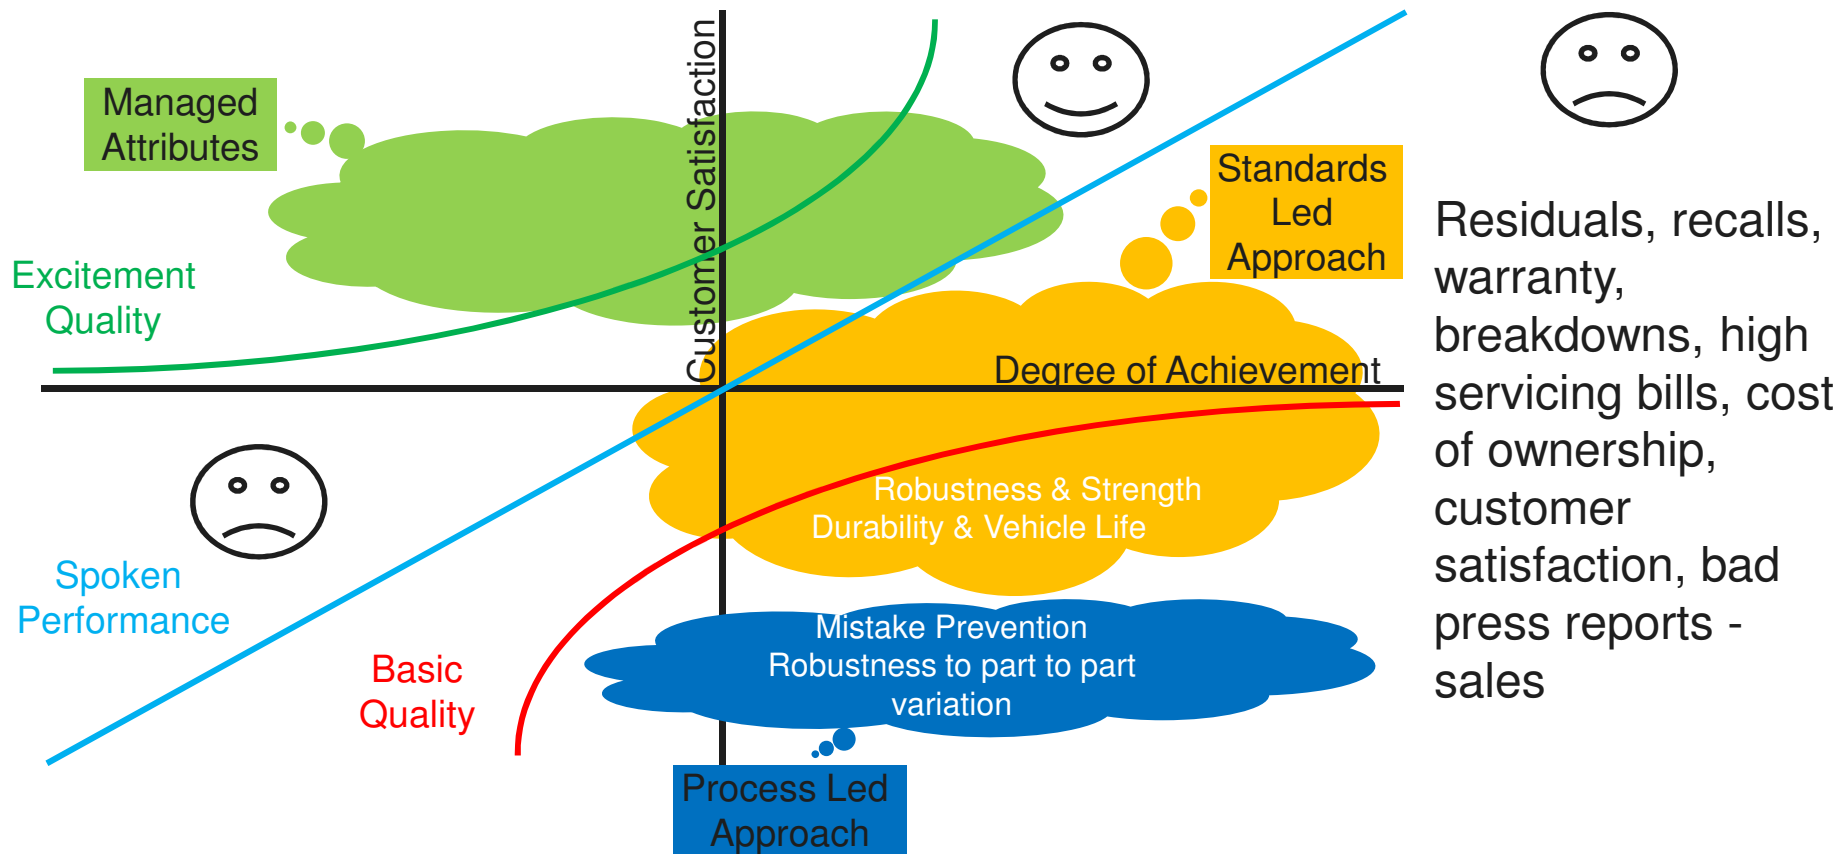 Managed
Attributes
Customer Satisfaction
Standards
Led
Approach
Excitement
Quality
Degree of Achievement
Robustness & Strength
Durability & Vehicle Life
Spoken
Performance
Basic
Quality
Mistake Prevention
Robustness to part to part
variation
Process Led
Approach
Residuals, recalls,
warranty,
breakdowns, high
servicing bills, cost
of ownership,
customer
satisfaction, bad
press reports -
sales